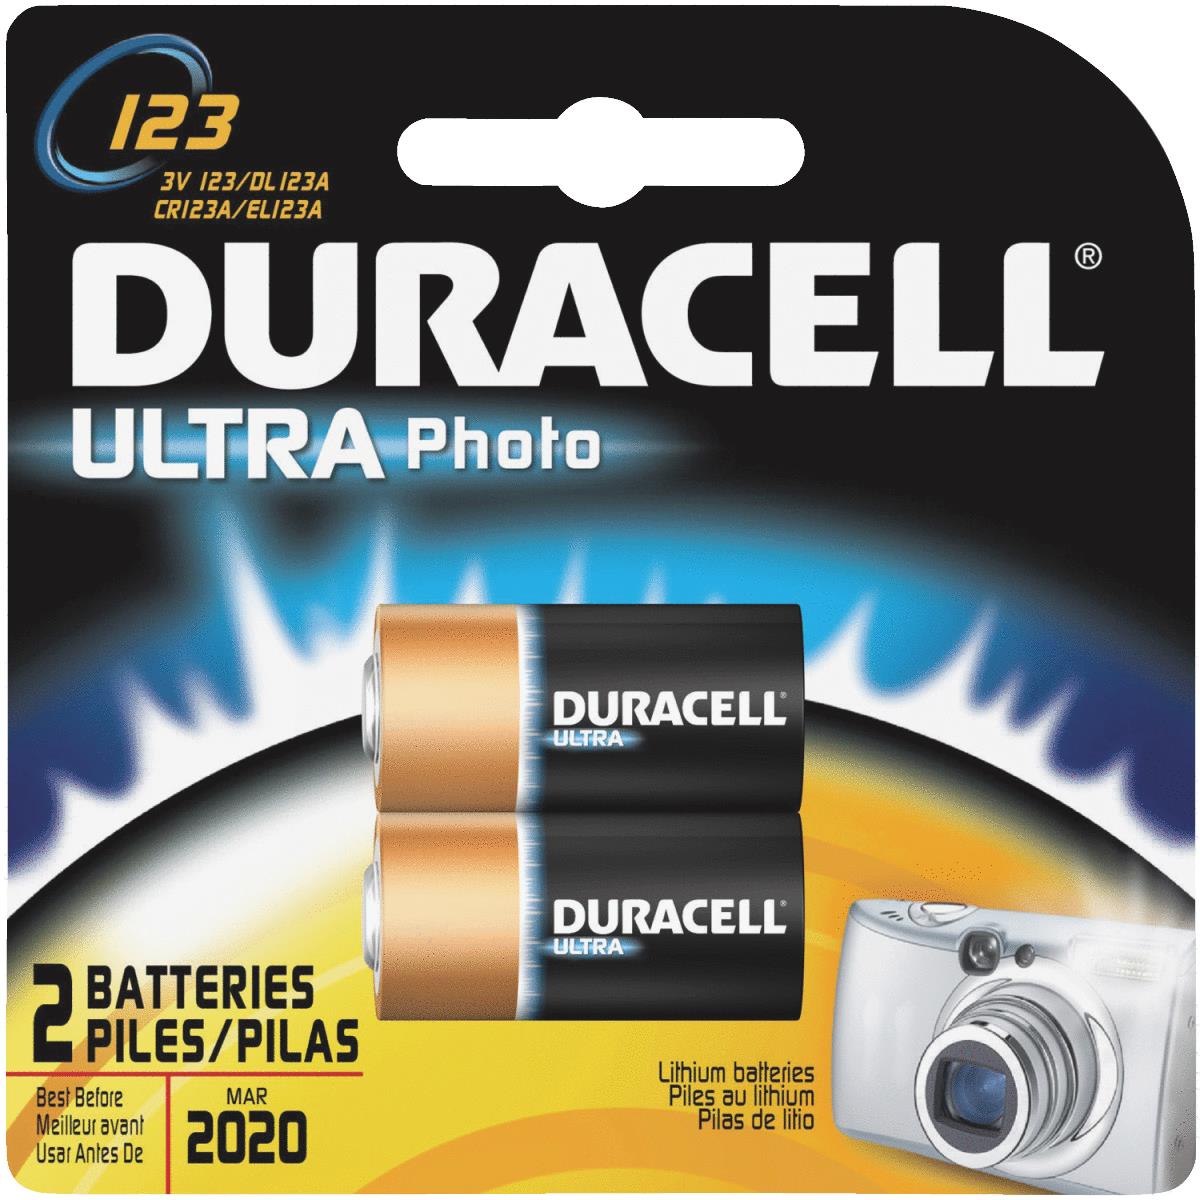 123
3V 123/DL123A
CR123A/EL123A
DURACELL®
ULTRA Photo
DURACELL®
ULTRA
DURACELL®
ULTRA
2 BATTERIES
PILES/PILAS
Best Before
Meilleur avant
Usar Antes De
MAR
2020
Lithium batteries
Piles au lithium
Pilas de litio